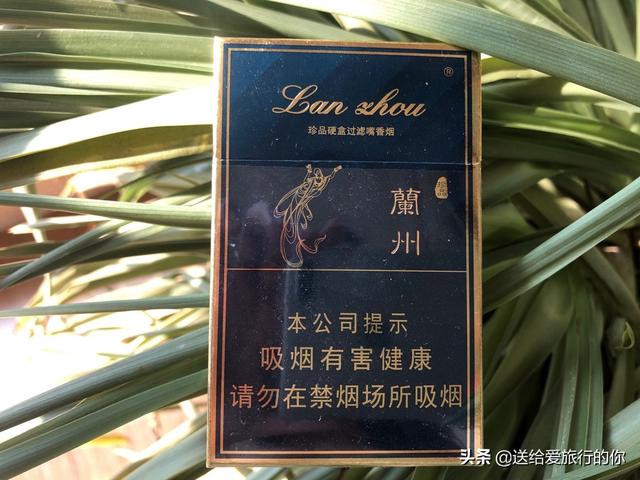 Lan zhou
®
珍品硬盒过滤嘴香烟
蘭州
珍品
本公司提示
吸烟有害健康
请勿在禁烟场所吸烟
头条 @送给爱旅行的你